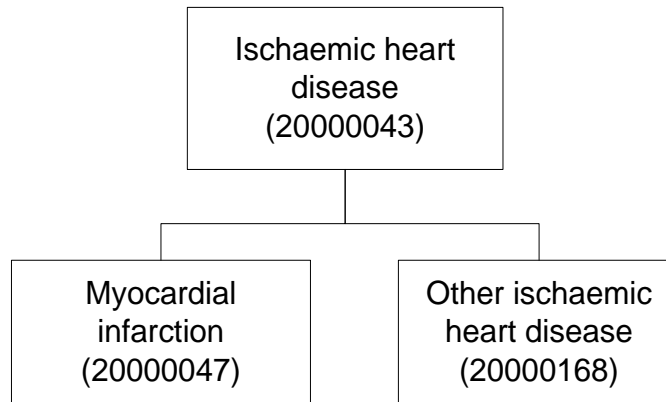 Ischaemic heart
disease
(20000043)
Myocardial
infarction
(20000047)
Other ischaemic
heart disease
(20000168)